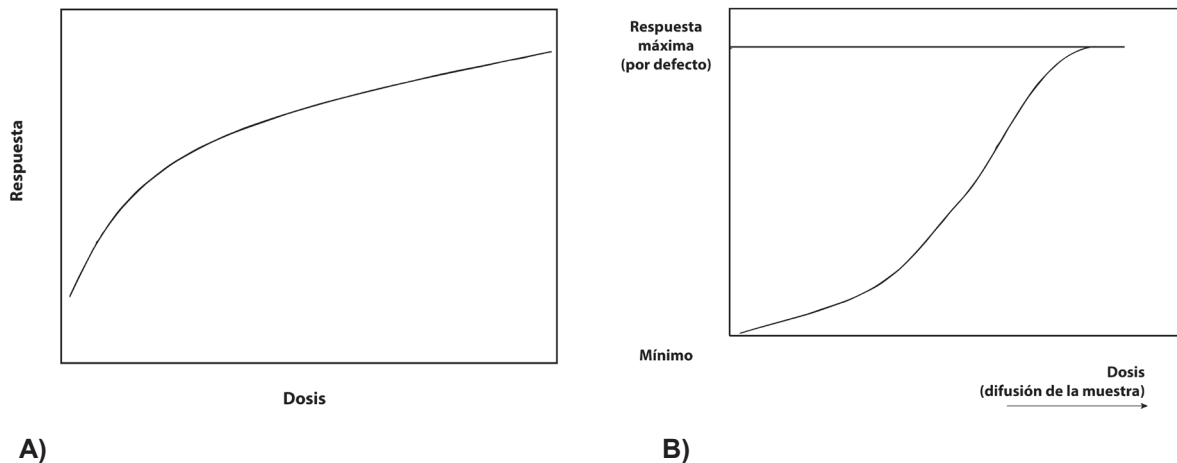 Respuesta
Dosis
A)
Respuesta
máxima
(por defecto)
Mínimo
Dosis
(difusión de la muestra)
B)